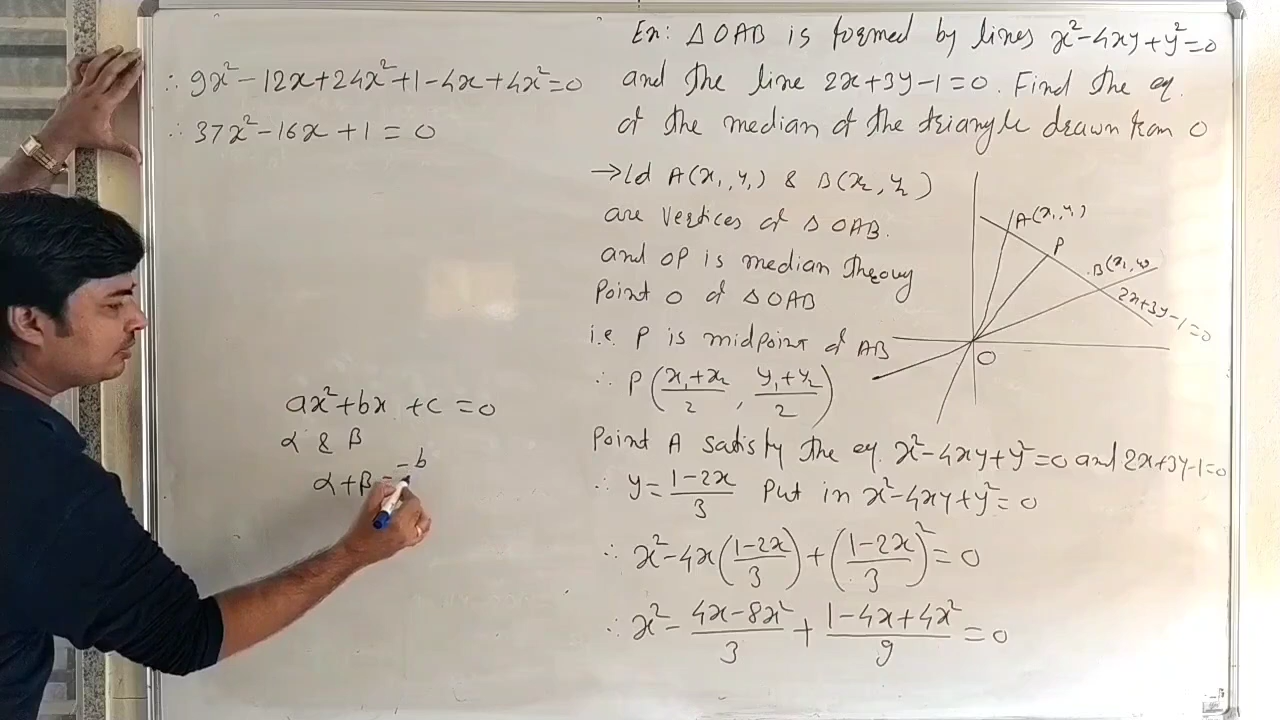 Ex: △OAB is formed by lines x²-4xy+y²=0
and the line 2x+3y-1=0. Find the eq.
of the median of the triangle drawn from O
→ Let A(x₁, y₁) & B(x₂, y₂)
are vertices of △OAB.
and OP is median theouy
Point O of △OAB
i.e. P is midpoint of AB
∴ P((x₁+x₂)/2, (y₁+y₂)/2)
Point A satisfy the eq. x²-4xy+y²=0 and 2x+3y-1=0
∴ y = (1-2x)/3 Put in x²-4xy+y²=0
∴ x²-4x((1-2x)/3)+((1-2x)/3)²=0
∴ x² - (4x-8x²)/3 + (1-4x+4x²)/9 = 0
A(x₁, y₁)
P
B(x₁, y
2x+3y-1=0
O
∴ 9x²-12x+24x²+1-4x+4x²=0
∴ 37x²-16x+1=0
ax²+bx+c=0
α & β
α+β = -b